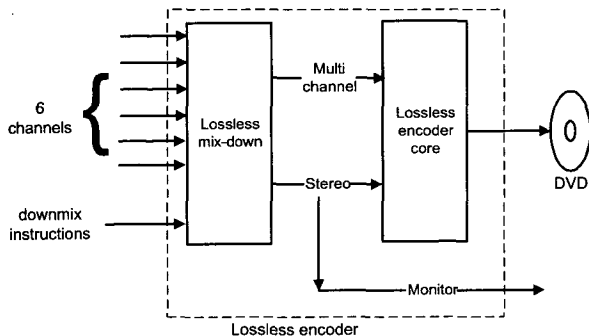 6
channels
downmix
instructions
Lossless
mix-down
Multi
channel
Stereo
Lossless
encoder
core
DVD
Monitor
Lossless encoder